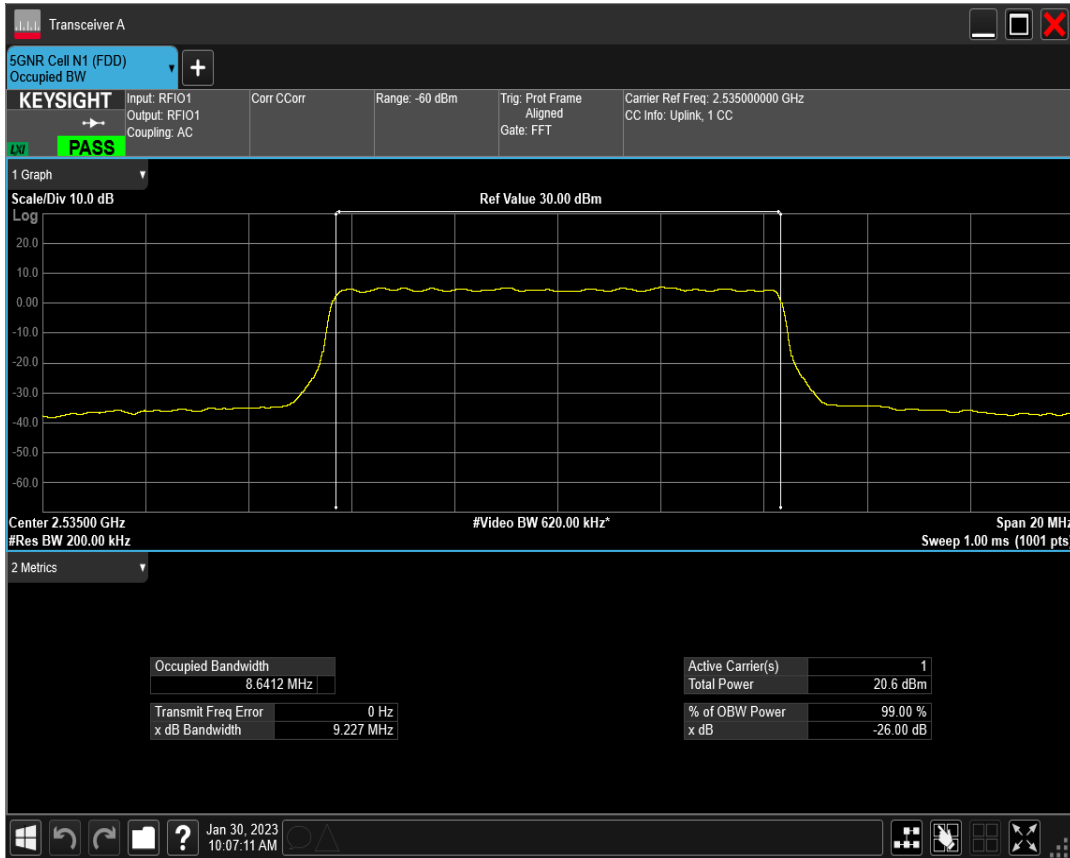 Transceiver A
5GNR Cell N1 (FDD)
Occupied BW
+
KEYSIGHT
LXI
PASS
Input: RFIO1
Output: RFIO1
Coupling: AC
Corr CCorr
Range: -60 dBm
Trig: Prot Frame
Aligned
Gate: FFT
Carrier Ref Freq: 2.535000000 GHz
CC Info: Uplink, 1 CC
1 Graph
Scale/Div 10.0 dB
Ref Value 30.00 dBm
Log
20.0
10.0
0.00
-10.0
-20.0
-30.0
-40.0
-50.0
-60.0
Center 2.53500 GHz
#Video BW 620.00 kHz*
Span 20 MHz
#Res BW 200.00 kHz
Sweep 1.00 ms (1001 pts)
2 Metrics
Occupied Bandwidth
8.6412 MHz
Transmit Freq Error 0 Hz
x dB Bandwidth 9.227 MHz
Active Carrier(s) 1
Total Power 20.6 dBm
% of OBW Power 99.00 %
x dB -26.00 dB
?
Jan 30, 2023
10:07:11 AM